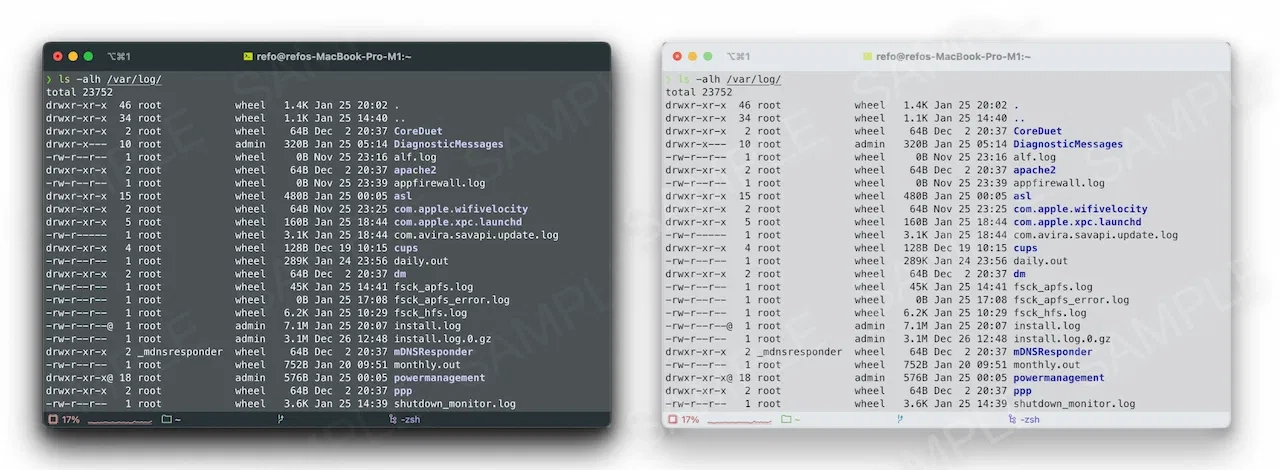 ⌥⌘1 refo@refos-MacBook-Pro-M1:~
❯ ls -alh /var/log/
total 23752
drwxr-xr-x 46 root wheel 1.4K Jan 25 20:02 .
drwxr-xr-x 34 root wheel 1.1K Jan 25 14:40 ..
drwxr-xr-x 2 root wheel 64B Dec 2 20:37 CoreDuet
drwxr-x--- 10 root admin 320B Jan 25 05:14 DiagnosticMessages
-rw-r--r-- 1 root wheel 0B Nov 25 23:16 alf.log
drwxr-xr-x 2 root wheel 64B Dec 2 20:37 apache2
-rw-r--r-- 1 root wheel 0B Nov 25 23:39 appfirewall.log
drwxr-xr-x 15 root wheel 480B Jan 25 00:05 asl
drwxr-xr-x 2 root wheel 64B Nov 25 23:25 com.apple.wifivelocity
drwxr-xr-x 5 root wheel 160B Jan 25 18:44 com.apple.xpc.launchd
-rw-r----- 1 root wheel 3.1K Jan 25 18:44 com.avira.savapi.update.log
drwxr-xr-x 4 root wheel 128B Dec 19 10:15 cups
-rw-r--r-- 1 root wheel 289K Jan 24 23:56 daily.out
drwxr-xr-x 2 root wheel 64B Dec 2 20:37 dm
-rw-r--r-- 1 root wheel 45K Jan 25 14:41 fsck_apfs.log
-rw-r--r-- 1 root wheel 0B Jan 25 17:08 fsck_apfs_error.log
-rw-r--r-- 1 root wheel 6.2K Jan 25 10:29 fsck_hfs.log
-rw-r--r--@ 1 root admin 7.1M Jan 25 20:07 install.log
-rw-r--r-- 1 root admin 3.1M Dec 26 12:48 install.log.0.gz
drwxr-xr-x 2 _mdnsresponder wheel 64B Dec 2 20:37 mDNSResponder
-rw-r--r-- 1 root wheel 752B Jan 20 09:51 monthly.out
drwxr-xr-x@ 18 root admin 576B Jan 25 00:05 powermanagement
drwxr-xr-x 2 root wheel 64B Dec 2 20:37 ppp
-rw-r--r-- 1 root wheel 3.6K Jan 25 14:39 shutdown_monitor.log
17% ~ -zsh
⌥⌘1 refo@refos-MacBook-Pro-M1:~
❯ ls -alh /var/log/
total 23752
drwxr-xr-x 46 root wheel 1.4K Jan 25 20:02 .
drwxr-xr-x 34 root wheel 1.1K Jan 25 14:40 ..
drwxr-xr-x 2 root wheel 64B Dec 2 20:37 CoreDuet
drwxr-x--- 10 root admin 320B Jan 25 05:14 DiagnosticMessages
-rw-r--r-- 1 root wheel 0B Nov 25 23:16 alf.log
drwxr-xr-x 2 root wheel 64B Dec 2 20:37 apache2
-rw-r--r-- 1 root wheel 0B Nov 25 23:39 appfirewall.log
drwxr-xr-x 15 root wheel 480B Jan 25 00:05 asl
drwxr-xr-x 2 root wheel 64B Nov 25 23:25 com.apple.wifivelocity
drwxr-xr-x 5 root wheel 160B Jan 25 18:44 com.apple.xpc.launchd
-rw-r----- 1 root wheel 3.1K Jan 25 18:44 com.avira.savapi.update.log
drwxr-xr-x 4 root wheel 128B Dec 19 10:15 cups
-rw-r--r-- 1 root wheel 289K Jan 24 23:56 daily.out
drwxr-xr-x 2 root wheel 64B Dec 2 20:37 dm
-rw-r--r-- 1 root wheel 45K Jan 25 14:41 fsck_apfs.log
-rw-r--r-- 1 root wheel 0B Jan 25 17:08 fsck_apfs_error.log
-rw-r--r-- 1 root wheel 6.2K Jan 25 10:29 fsck_hfs.log
-rw-r--r--@ 1 root admin 7.1M Jan 25 20:07 install.log
-rw-r--r-- 1 root admin 3.1M Dec 26 12:48 install.log.0.gz
drwxr-xr-x 2 _mdnsresponder wheel 64B Dec 2 20:37 mDNSResponder
-rw-r--r-- 1 root wheel 752B Jan 20 09:51 monthly.out
drwxr-xr-x@ 18 root admin 576B Jan 25 00:05 powermanagement
drwxr-xr-x 2 root wheel 64B Dec 2 20:37 ppp
-rw-r--r-- 1 root wheel 3.6K Jan 25 14:39 shutdown_monitor.log
17% ~ -zsh
SAMPLE